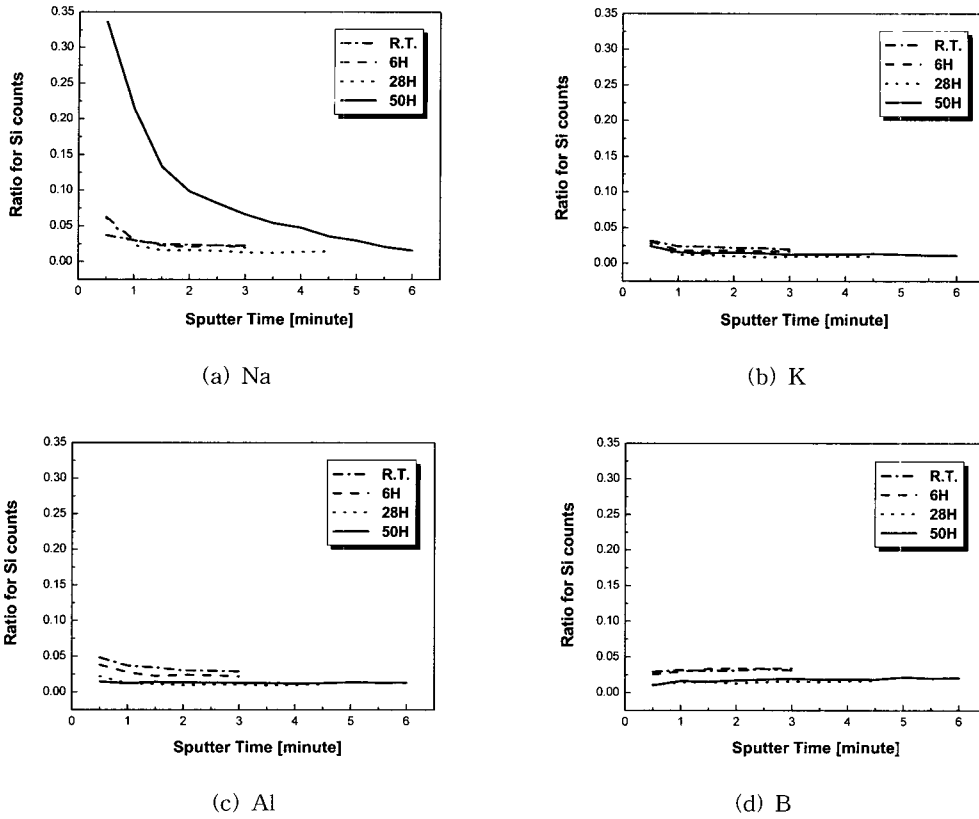 0.35
0.30
0.25
0.20
0.15
0.10
0.05
0.00
Ratio for Si counts
R.T.
6H
28H
50H
0 1 2 3 4 5 6
Sputter Time [minute]
(a) Na
0.35
0.30
0.25
0.20
0.15
0.10
0.05
0.00
Ratio for Si counts
R.T.
6H
28H
50H
0 1 2 3 4 5 6
Sputter Time [minute]
(b) K
0.35
0.30
0.25
0.20
0.15
0.10
0.05
0.00
Ratio for Si counts
R.T.
6H
28H
50H
0 1 2 3 4 5 6
Sputter Time [minute]
(c) Al
0.35
0.30
0.25
0.20
0.15
0.10
0.05
0.00
Ratio for Si counts
R.T.
6H
28H
50H
0 1 2 3 4 5 6
Sputter Time [minute]
(d) B